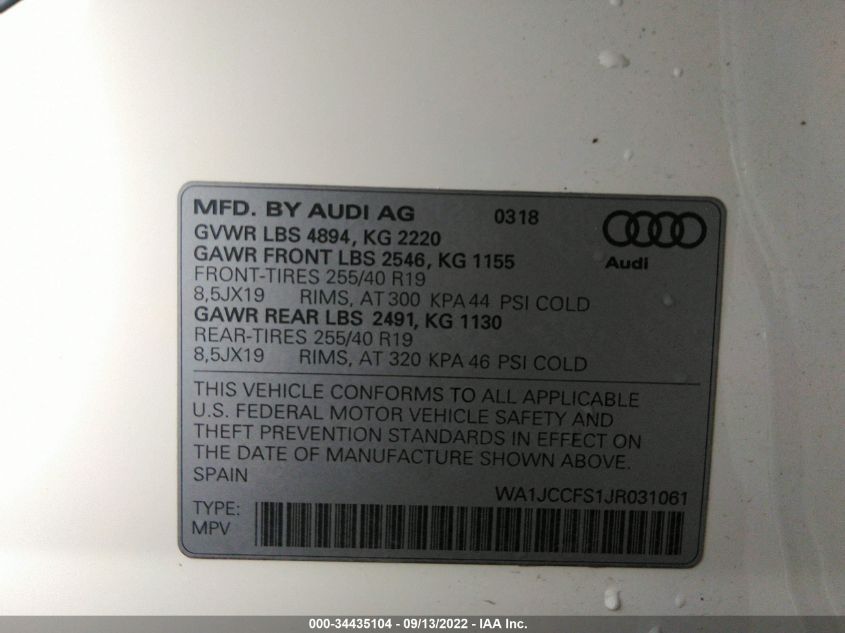 MFD. BY AUDI AG 0318
GVWR LBS 4894, KG 2220
GAWR FRONT LBS 2546, KG 1155
Audi
FRONT-TIRES 255/40 R19
8,5JX19 RIMS, AT 300 KPA 44 PSI COLD
GAWR REAR LBS 2491, KG 1130
REAR-TIRES 255/40 R19
8,5JX19 RIMS, AT 320 KPA 46 PSI COLD
THIS VEHICLE CONFORMS TO ALL APPLICABLE
U.S. FEDERAL MOTOR VEHICLE SAFETY AND
THEFT PREVENTION STANDARDS IN EFFECT ON
THE DATE OF MANUFACTURE SHOWN ABOVE.
SPAIN
WA1JCCFS1JR031061
TYPE:
MPV
000-34435104 - 09/13/2022 - IAA Inc.